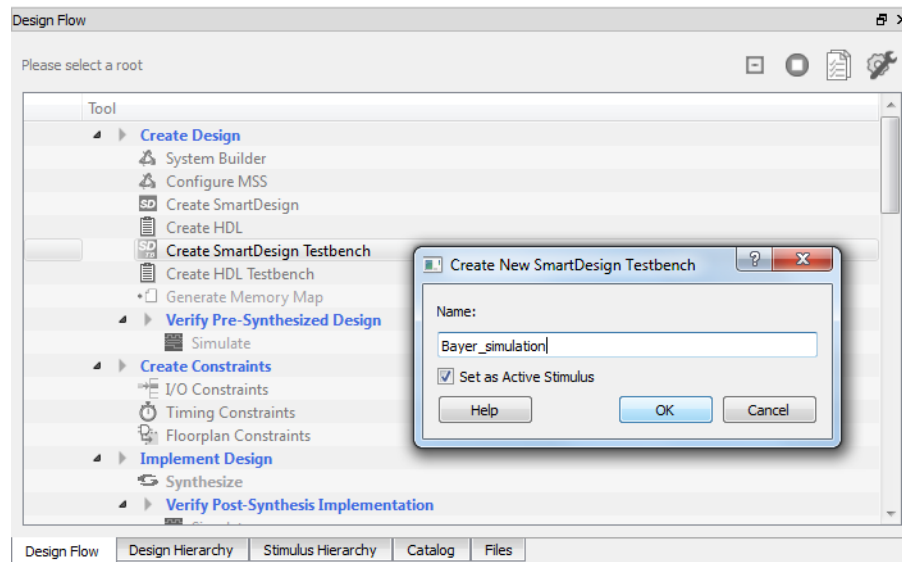 Design Flow
Please select a root
Tool
Create Design
System Builder
Configure MSS
SD Create SmartDesign
Create HDL
SD Create SmartDesign Testbench
Create HDL Testbench
Generate Memory Map
Verify Pre-Synthesized Design
Simulate
Create Constraints
I/O Constraints
Timing Constraints
Floorplan Constraints
Implement Design
Synthesize
Verify Post-Synthesis Implementation
Create New SmartDesign Testbench
Name:
Bayer_simulation
Set as Active Stimulus
Help OK Cancel
Design Flow Design Hierarchy Stimulus Hierarchy Catalog Files